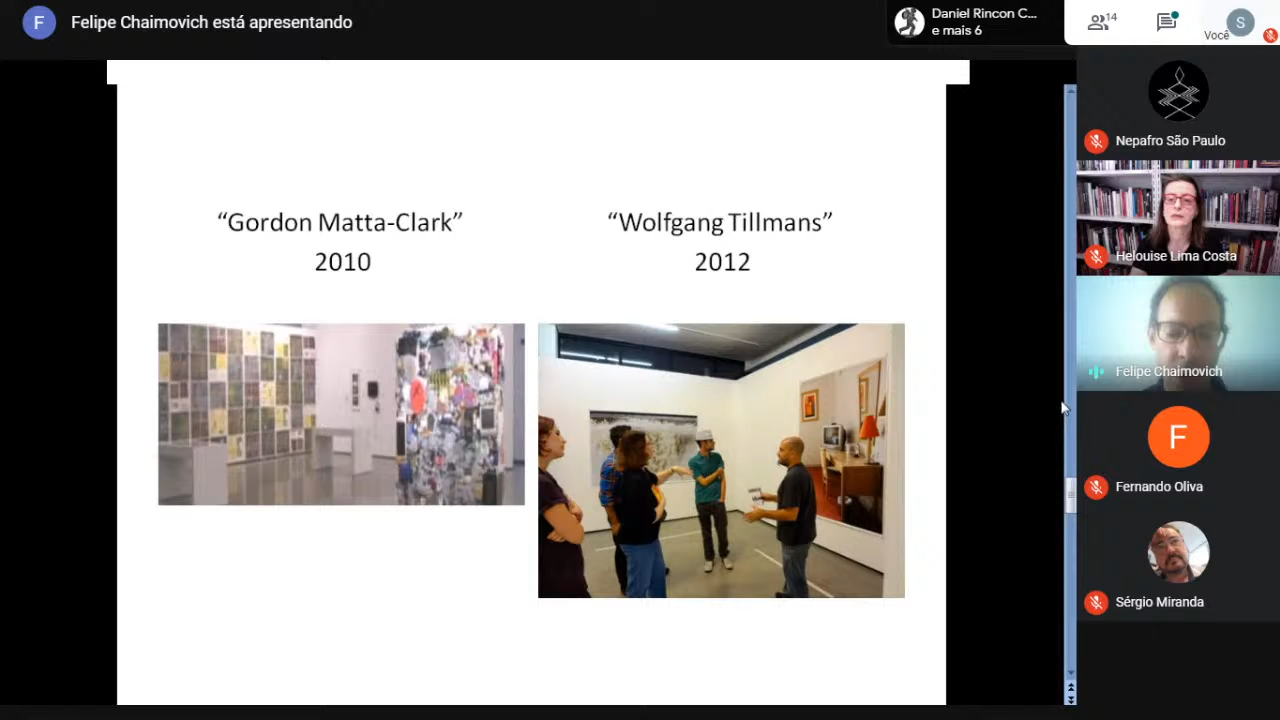 F
Felipe Chaimovich está apresentando
Daniel Rincon C...
e mais 6
14
S
Você
“Gordon Matta-Clark”
2010
“Wolfgang Tillmans”
2012
Nepafro São Paulo
Helouise Lima Costa
Felipe Chaimovich
F
Fernando Oliva
Sérgio Miranda